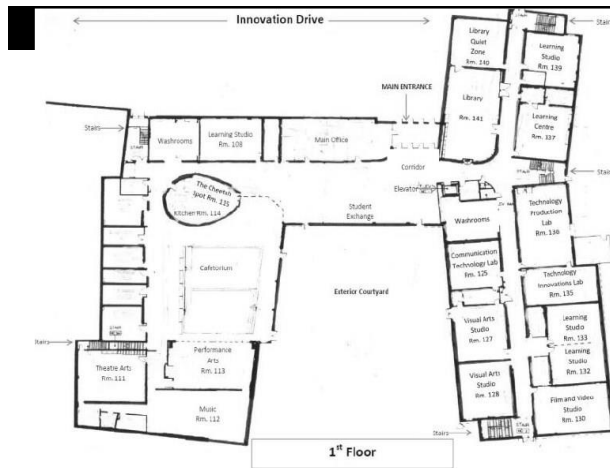 Innovation Drive
Library
Quiet
Zone
Rm. 140
Learning
Studio
Rm. 139
Stairs
MAIN ENTRANCE
Library
Rm. 141
Learning
Centre
Rm. 137
Stairs
Washrooms
Learning Studio
Rm. 108
Main Office
Corridor
Elevator
Stairs
The Cheetah
Spot Rm. 115
Kitchen Rm. 114
Student
Exchange
Washrooms
Technology
Production
Lab
Rm. 136
Cafitorium
Exterior Courtyard
Communication
Technology Lab
Rm. 125
Technology
Innovations Lab
Rm. 135
Visual Arts
Studio
Rm. 127
Learning
Studio
Rm. 133
Learning
Studio
Rm. 132
Stairs
Theatre Arts
Rm. 111
Performance
Arts
Rm. 113
Visual Arts
Studio
Rm. 128
Music
Rm. 112
Film and Video
Studio
Rm. 130
Stairs
1st Floor